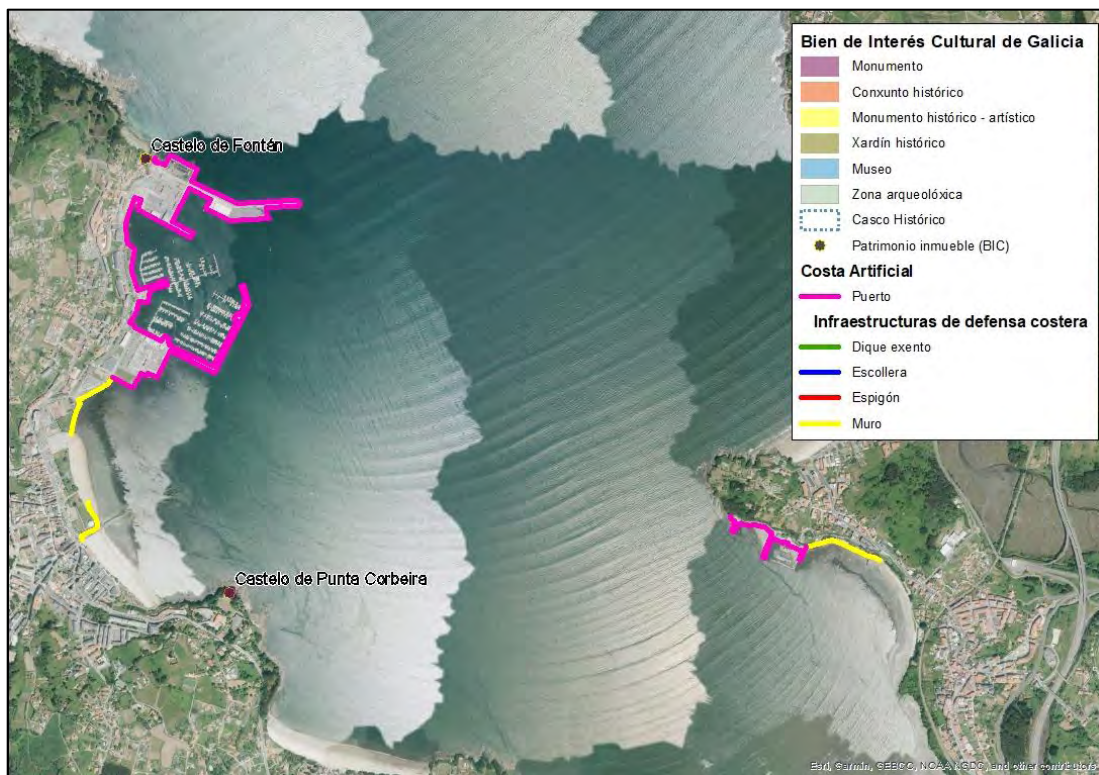 Castelo de Fontán
Castelo de Punta Corbeira
Bien de Interés Cultural de Galicia
Monumento
Conxunto histórico
Monumento histórico - artístico
Xardín histórico
Museo
Zona arqueolóxica
Casco Histórico
Patrimonio inmueble (BIC)
Costa Artificial
Puerto
Infraestructuras de defensa costera
Dique exento
Escollera
Espigón
Muro
Esri, Garmin, GEBCO, NOAA NGDC, and other contributors